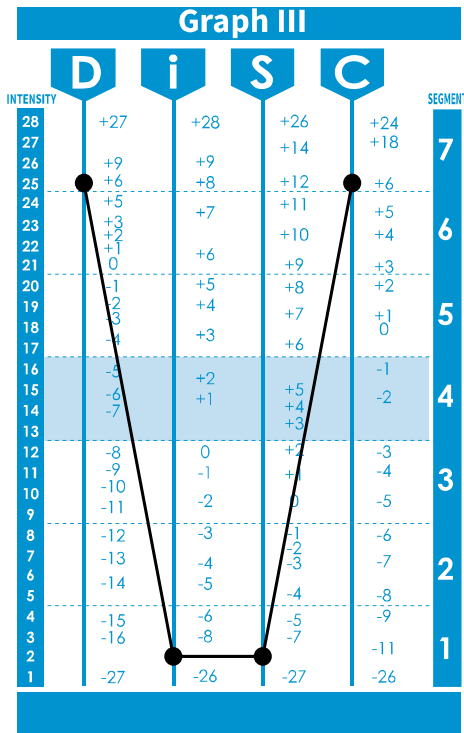 Graph III
D i S C
INTENSITY SEGMENT
28 +27 +28 +26 +24
27 +14 +18 7
26 +9 +9
25 +6 +8 +12 +6
24 +5 +7 +11 +5
23 +3 6
+2 +10 +4
22 +1 +6
21 0 +9 +3
20 -1 +5 +8 +2
19 -2 +4 +7 +1 5
18 -3 +3 0
17 -4 +6
16 -5 +2 -1
15 -6 +1 +5 -2 4
14 -7 +4
13 +3
12 -8 0 +2 -3
11 -9 -1 +1 -4 3
10 -10 -2 0 -5
9 -11
8 -12 -3 -1 -6
7 -13 -4 -2 -7 2
6 -14 -5 -3
5 -4 -8
4 -15 -6 -5 -9
3 -16 -8 -7 1
2 -11
1 -27 -26 -27 -26